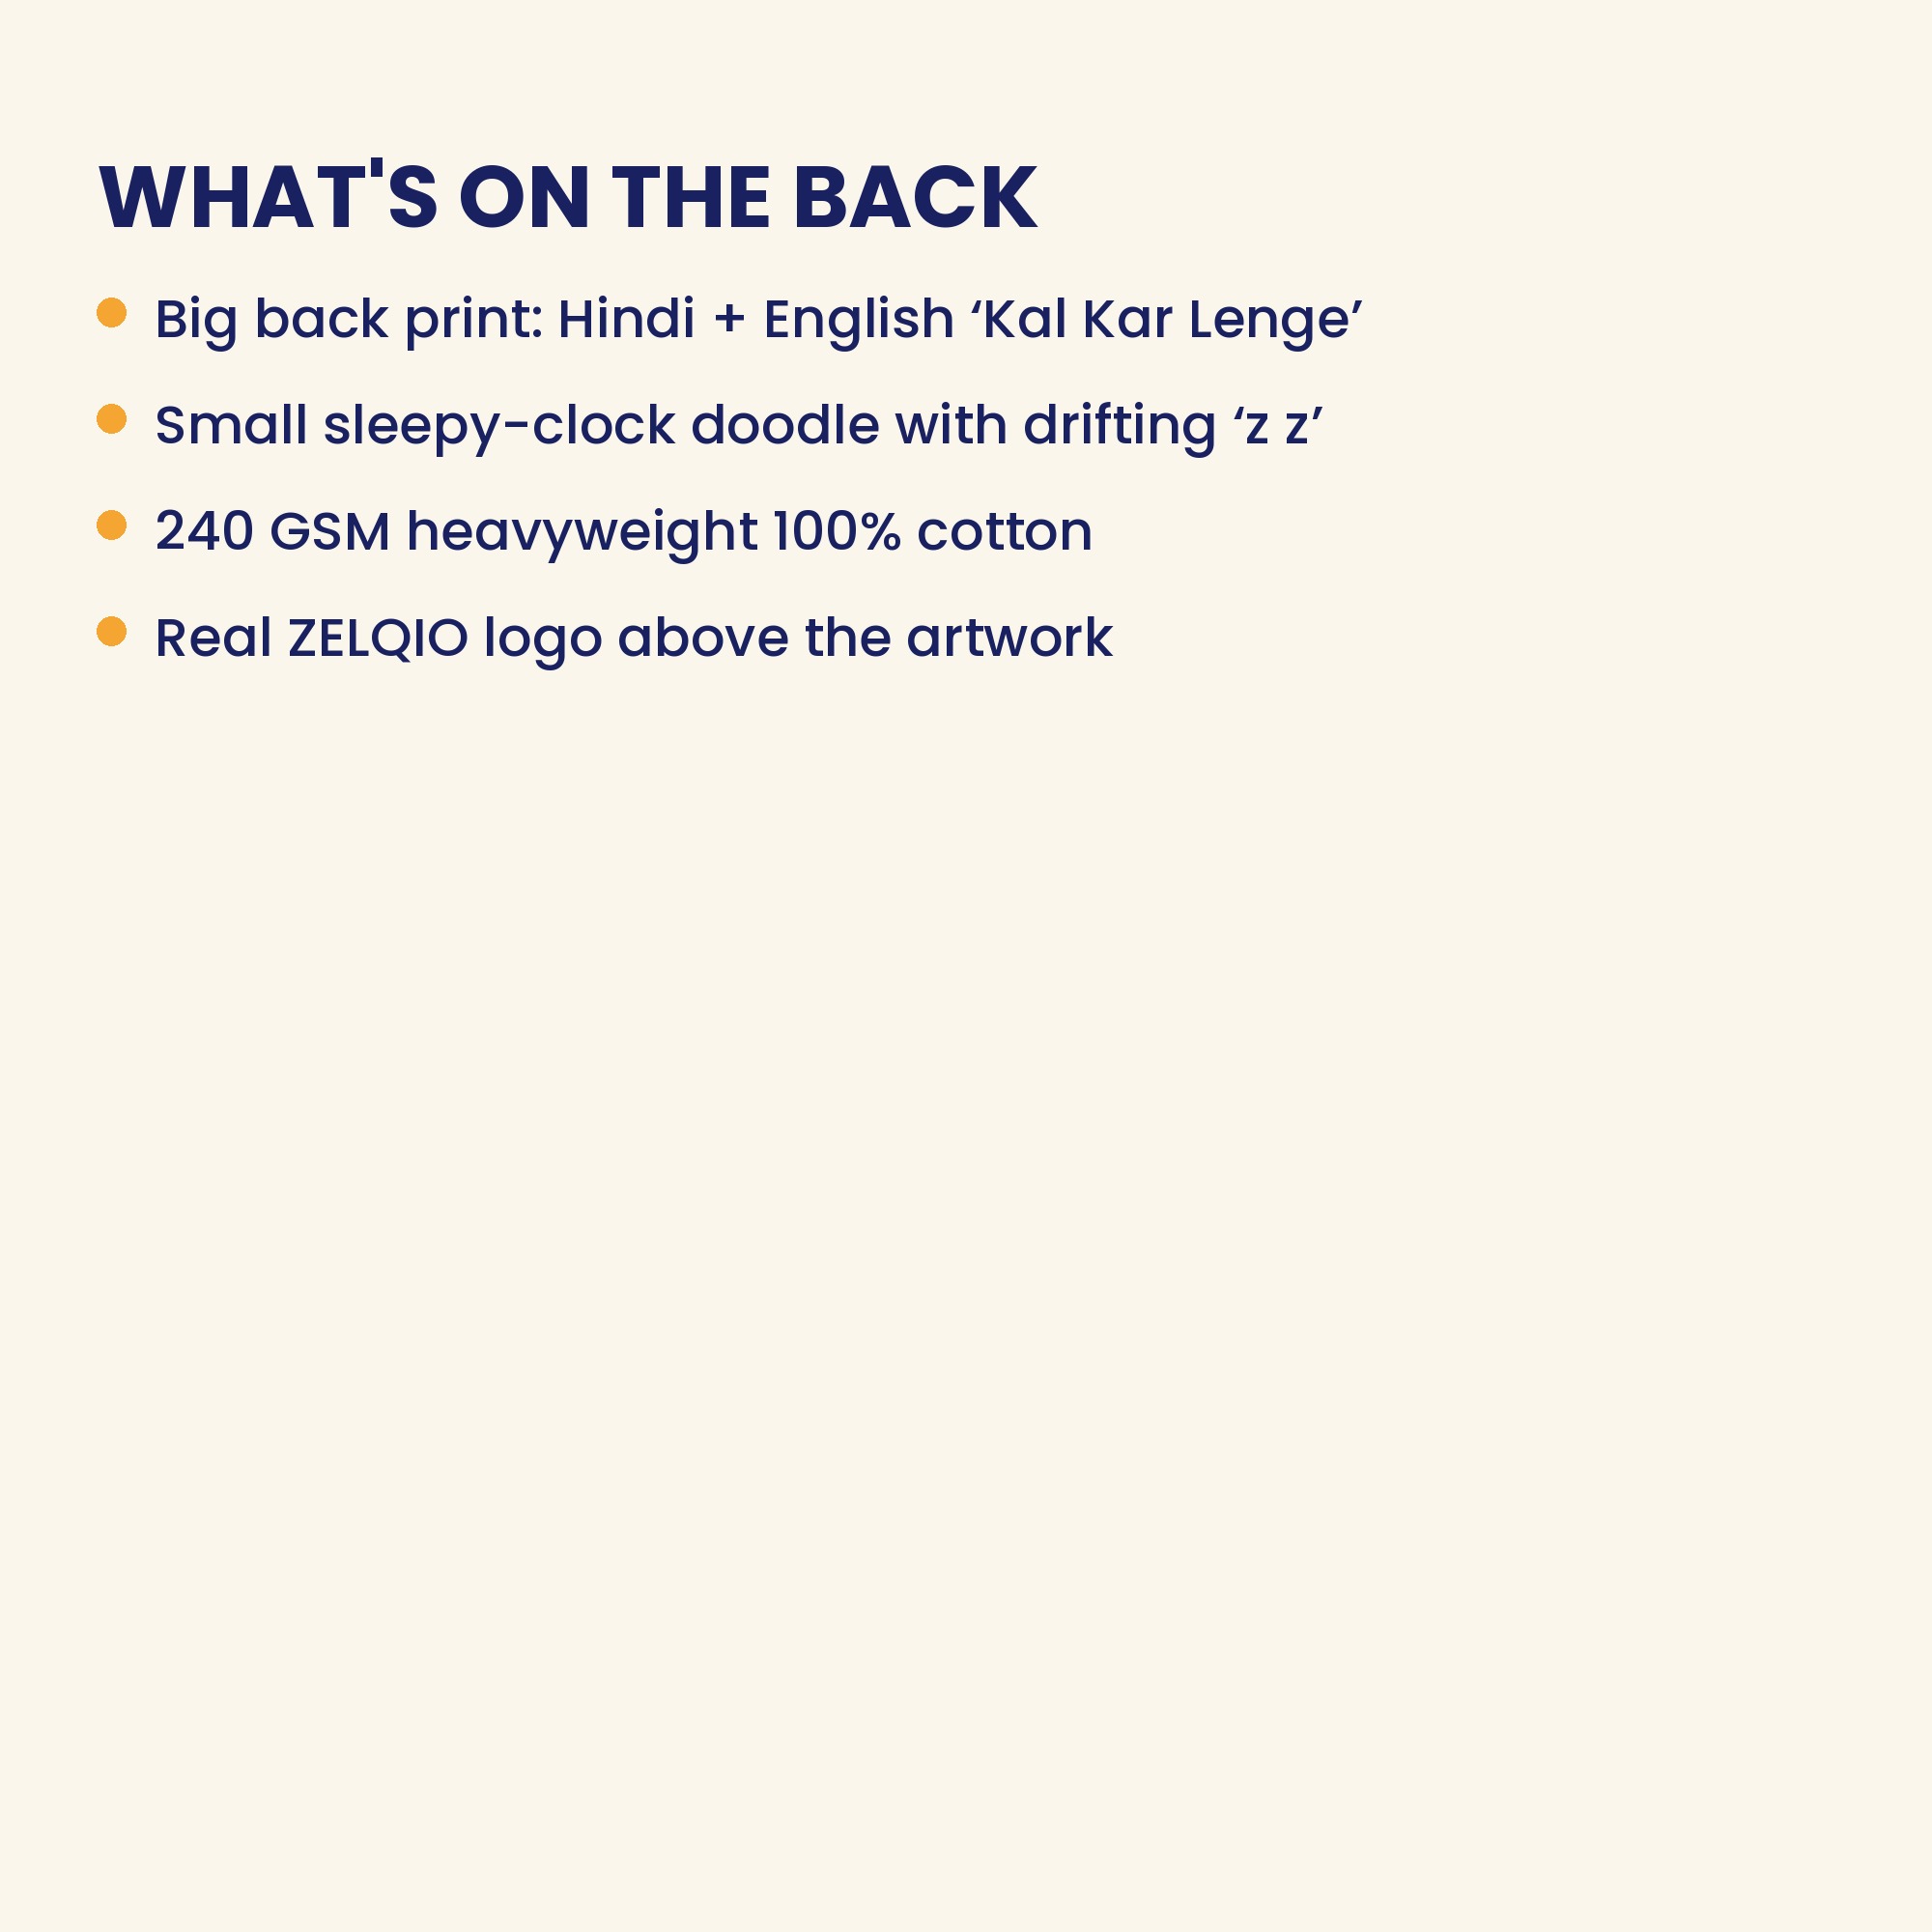 WHAT'S ON THE BACK
Big back print: Hindi + English ‘Kal Kar Lenge’
Small sleepy-clock doodle with drifting ‘z z’
240 GSM heavyweight 100% cotton
Real ZELQIO logo above the artwork